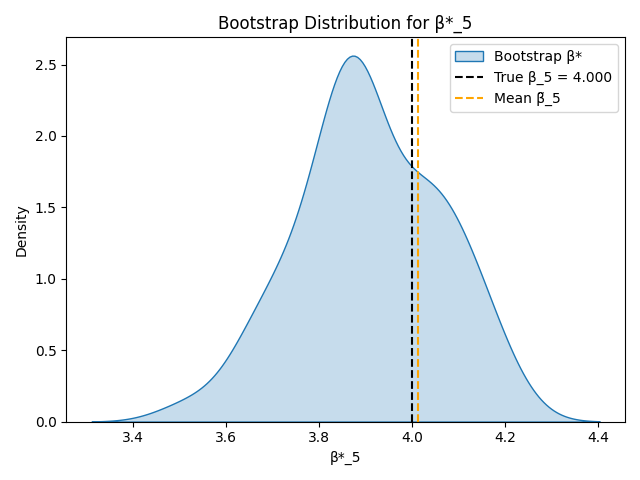 Bootstrap Distribution for β*_5
Bootstrap β*
True β_5 = 4.000
Mean β̃_5
Density
2.5
2.0
1.5
1.0
0.5
0.0
3.4 3.6 3.8 4.0 4.2 4.4
β*_5